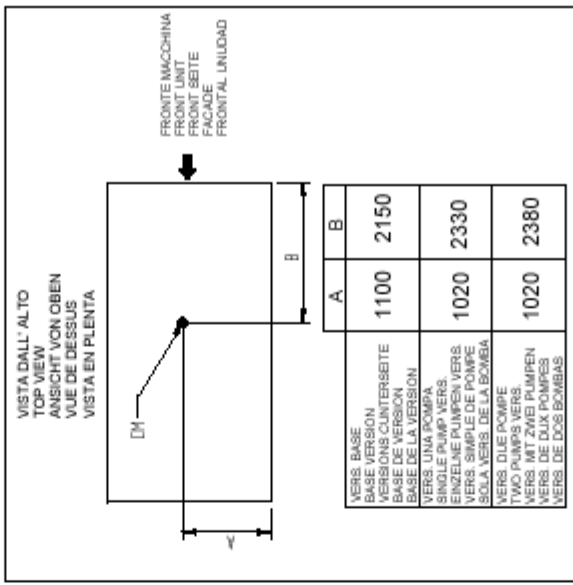 VISTA DALL' ALTO
TOP VIEW
ANSICHT VON OBEN
VUE DE DESSUS
VISTA EN PLENTA
FRONTE MACCHINA
FRONT UNIT
FRONT SEITE
FACADE
FRONTAL UNUDAD
CM
A
B
A B
VERS. BASE
BASE VERSION
VERSIONS CUNTERSEITE
BASE DE VERSION
BASE DE LA VERSION
1100 2150
VERS. UNA POMPA
SINGLE PUMP VERS.
EINZELNE PUMPEN VERS.
VERS. SIMPLE DE POMPE
SOLA VERS. DE LA BOMBA
1020 2330
VERS. DUE POMPE
TWO PUMPS VERS.
VERS. MIT ZWEI PUMPEN
VERS. DE DUX POMPES
VERS. DE DOS BOMBAS
1020 2380